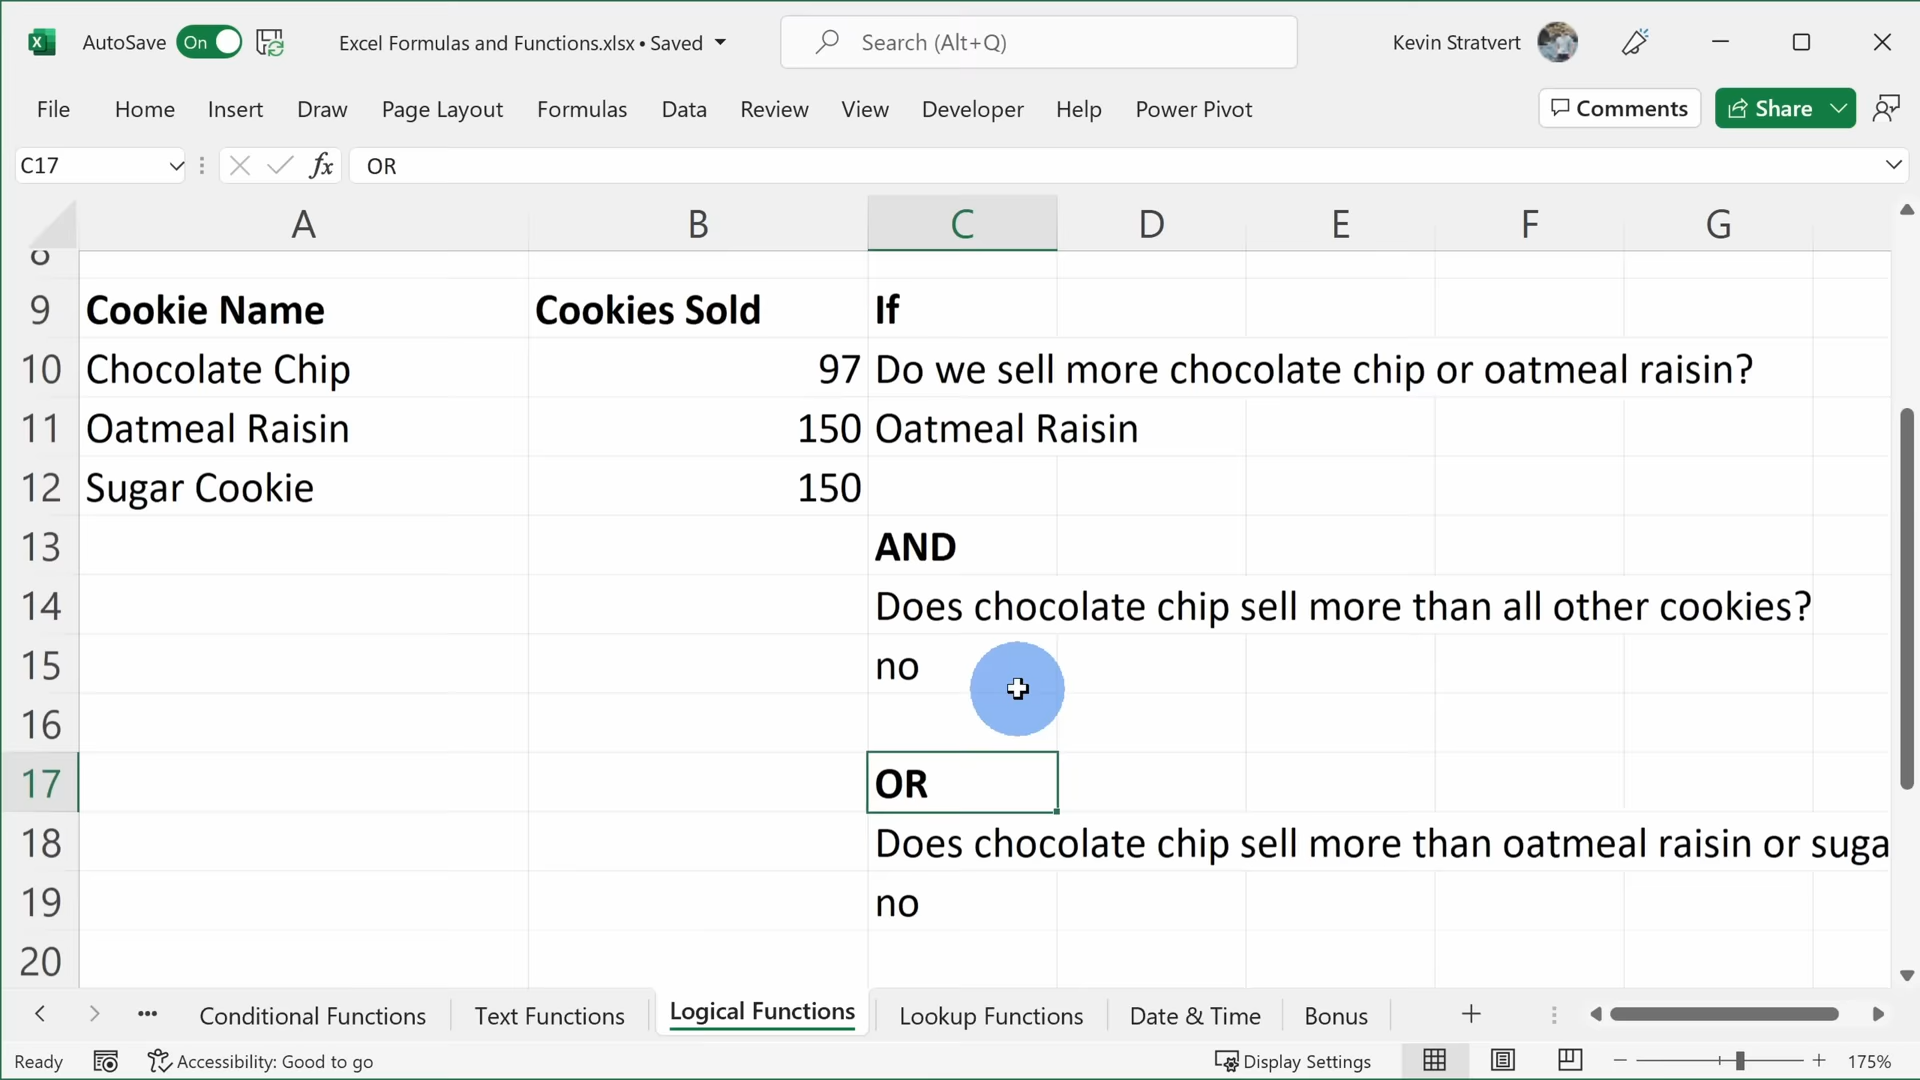 AutoSave On Excel Formulas and Functions.xlsx • Saved Search (Alt+Q) Kevin Stratvert
File Home Insert Draw Page Layout Formulas Data Review View Developer Help Power Pivot Comments Share
C17 fx OR
A B C D E F G
8
9 Cookie Name Cookies Sold If
10 Chocolate Chip 97 Do we sell more chocolate chip or oatmeal raisin?
11 Oatmeal Raisin 150 Oatmeal Raisin
12 Sugar Cookie 150
13 AND
14 Does chocolate chip sell more than all other cookies?
15 no
16
17 OR
18 Does chocolate chip sell more than oatmeal raisin or suga
19 no
20
••• Conditional Functions Text Functions Logical Functions Lookup Functions Date & Time Bonus +
Ready Accessibility: Good to go Display Settings 175%